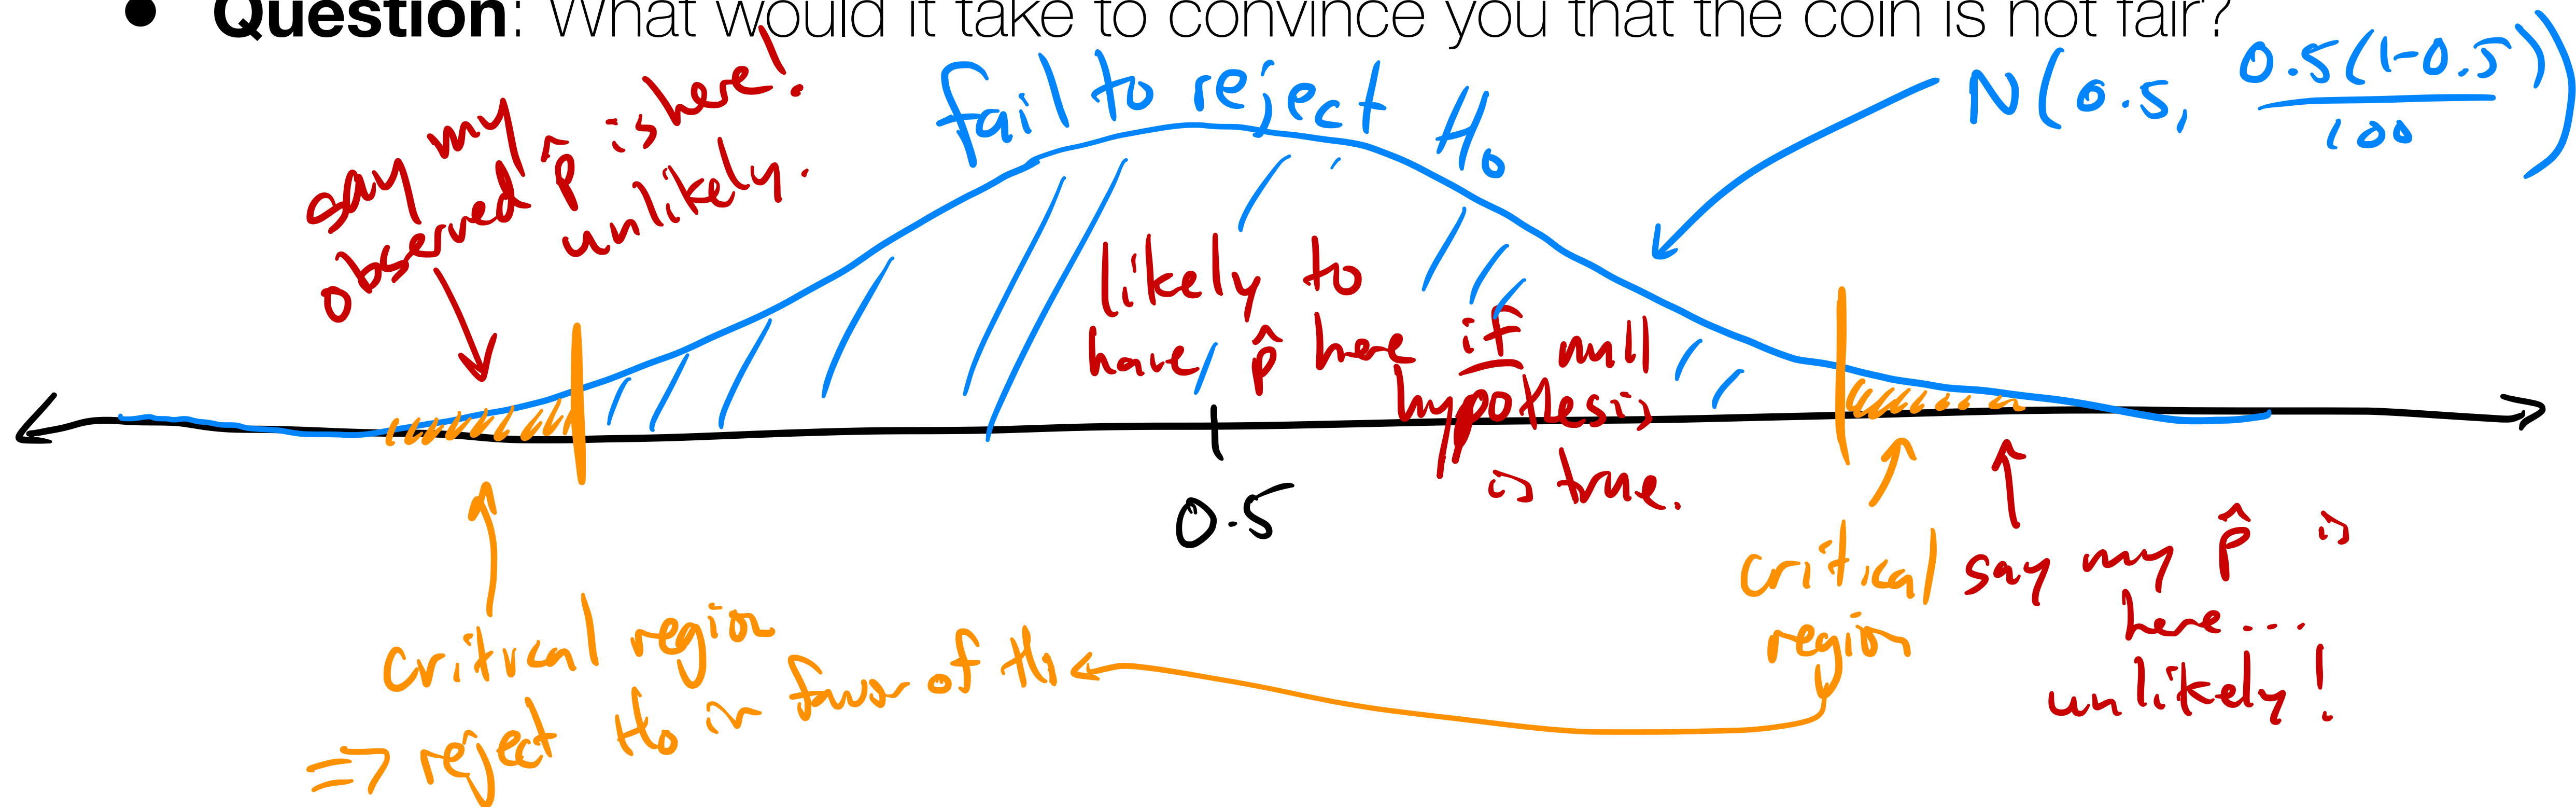 • Question: What would it take to convince you that the coin is not fair?
say my
observed p̂ is here!
unlikely.
fail to reject H₀
N(0.5, 0.5(1-0.5)/100)
likely to
have p̂ here if null
hypothesis
is true.
0.5
critical region
⇒ reject H₀ in favor of H₁
critical
region
say my p̂ is
here...
unlikely!